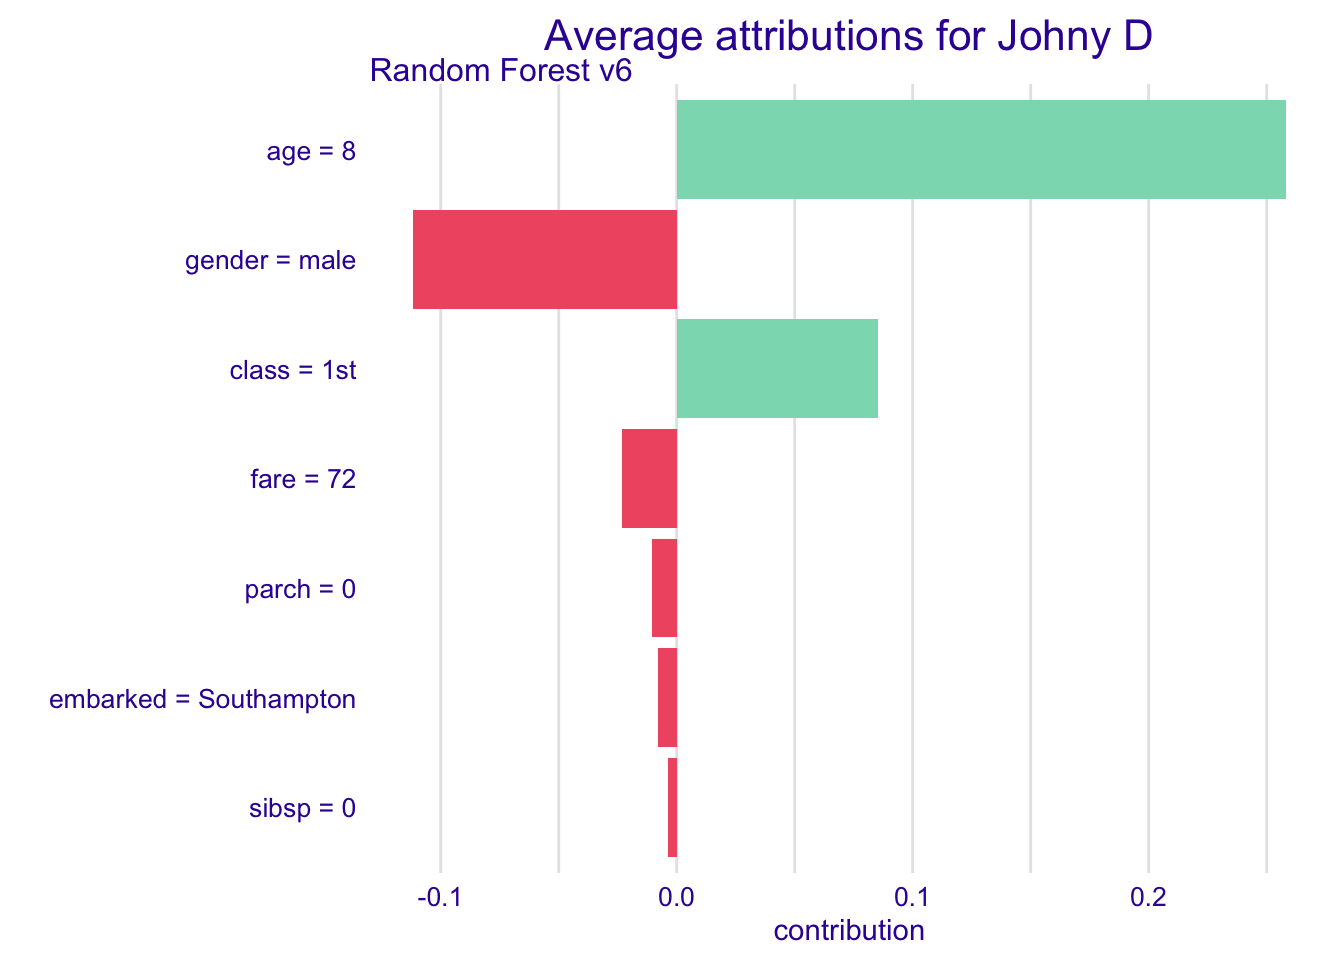 Average attributions for Johny D
Random Forest v6
age = 8
gender = male
class = 1st
fare = 72
parch = 0
embarked = Southampton
sibsp = 0
-0.1 0.0 0.1 0.2
contribution